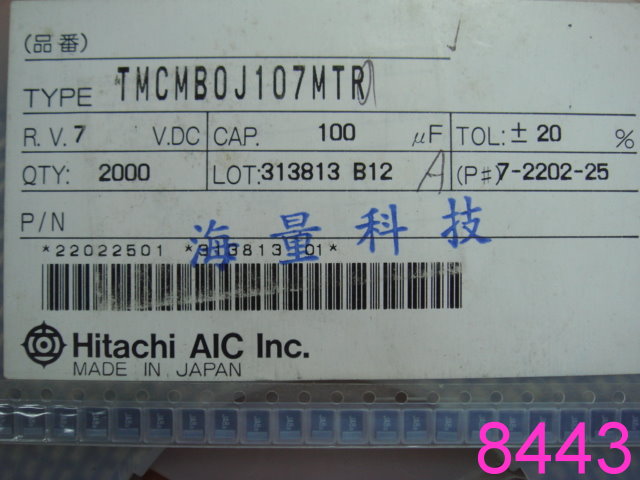 (品番)
TYPE TMCMB0J107MTR
R.V. 7 V.DC CAP. 100 µF TOL: ± 20 %
QTY: 2000 LOT: 313813 B12 A (P#) 7-2202-25
P/N
海量科技
*22022501 *313813 01*
Hitachi AIC Inc.
MADE IN JAPAN
8443